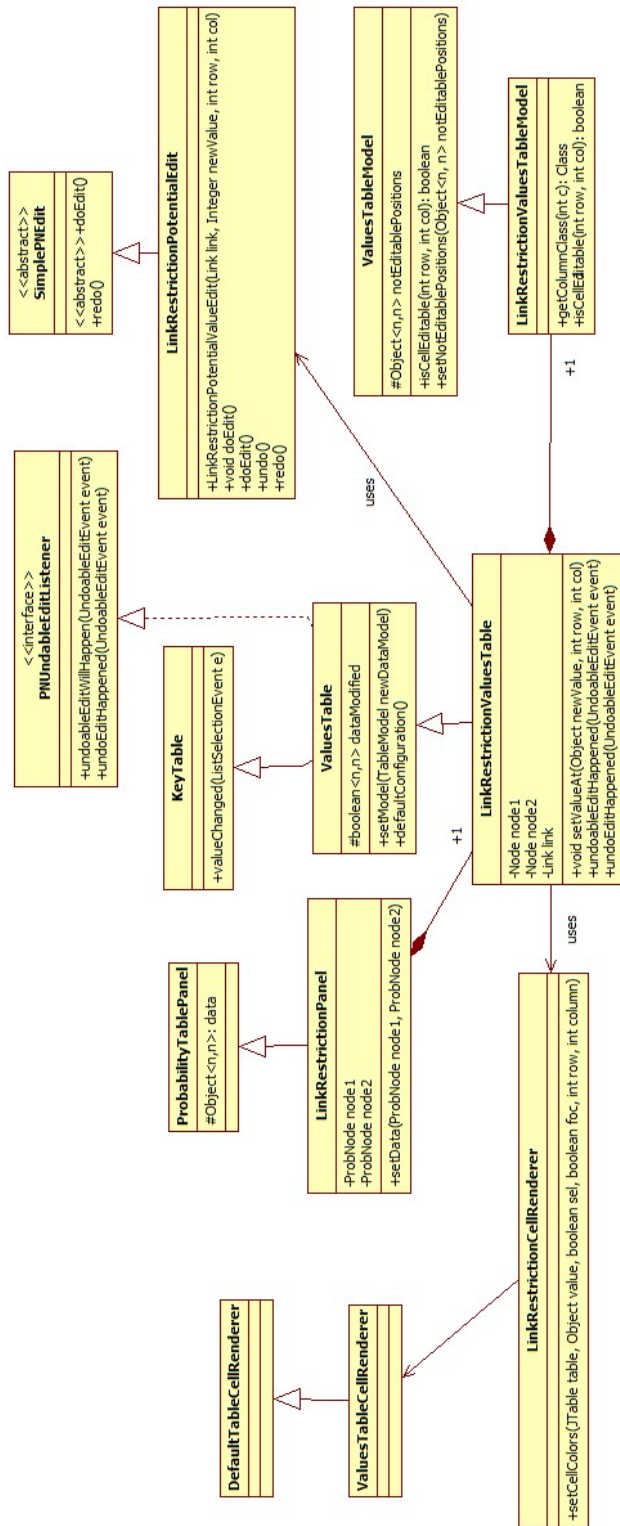 <<abstract>>
SimplePNEdit
<<abstract>>+doEdit()
+redo()
LinkRestrictionPotentialEdit
+LinkRestrictionPotentialValueEdit(Link link, Integer newValue, int row, int col)
+void doEdit()
+doEdit()
+undo()
+redo()
ValuesTableModel
#Object<n,n> notEditablePositions
+isCellEditable(int row, int col): boolean
+setNotEditablePositions(Object<n, n> notEditablePositions)
LinkRestrictionValuesTableModel
+getColumnClass(int c): Class
+isCellEditable(int row, int col): boolean
<<interface>>
PNUndableEditListener
+undoableEditWillHappen(UndoableEditEvent event)
+undoEditHappened(UndoableEditEvent event)
KeyTable
+valueChanged(ListSelectionEvent e)
ValuesTable
#boolean<n,n> dataModified
+setModel(TableModel newDataModel)
+defaultConfiguration()
uses
+1
LinkRestrictionValuesTable
-Node node1
-Node node2
-Link link
+void setValueAt(Object newValue, int row, int col)
+undoableEditHappened(UndoableEditEvent event)
+undoEditHappened(UndoableEditEvent event)
+1
ProbabilityTablePanel
#Object<n,n>: data
LinkRestrictionPanel
-ProbNode node1
-ProbNode node2
+setData(ProbNode node1, ProbNode node2)
uses
DefaultTableCellRenderer
ValuesTableCellRenderer
LinkRestrictionCellRenderer
+setCellColors(JTable table, Object value, boolean sel, boolean foc, int row, int column)